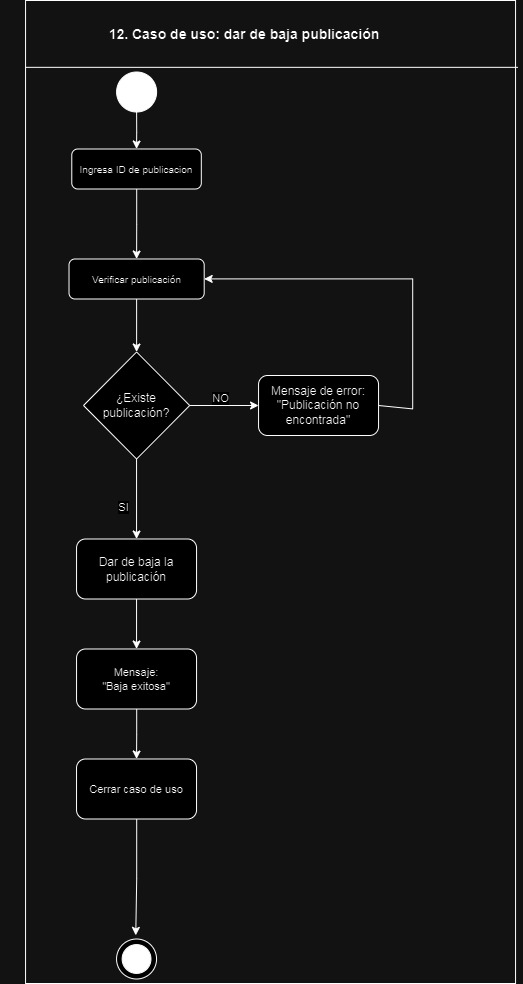 12. Caso de uso: dar de baja publicación
Ingresa ID de publicacion
Verificar publicación
¿Existe
publicación?
NO
Mensaje de error:
"Publicación no
encontrada"
SI
Dar de baja la
publicación
Mensaje:
"Baja exitosa"
Cerrar caso de uso